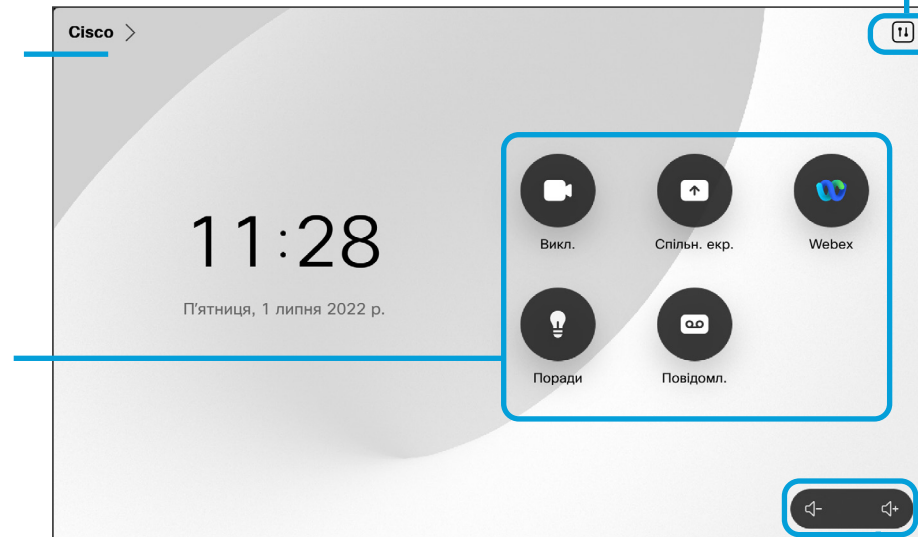 Cisco
11:28
П'ятниця, 1 липня 2022 р.
Викл.
Спільн. екр.
Webex
Поради
Повідомл.